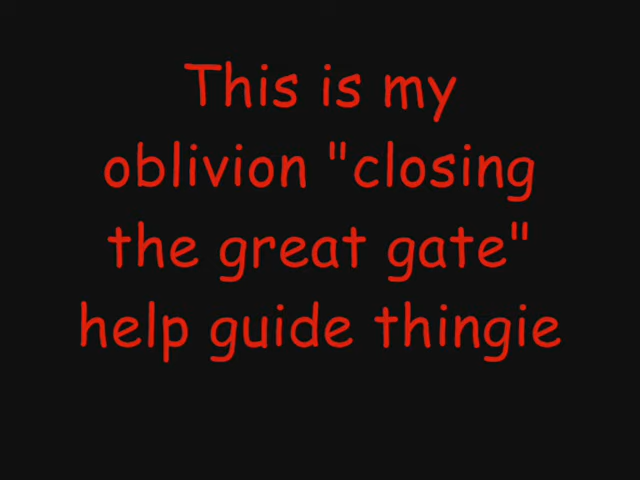 This is my
oblivion "closing
the great gate"
help guide thingie